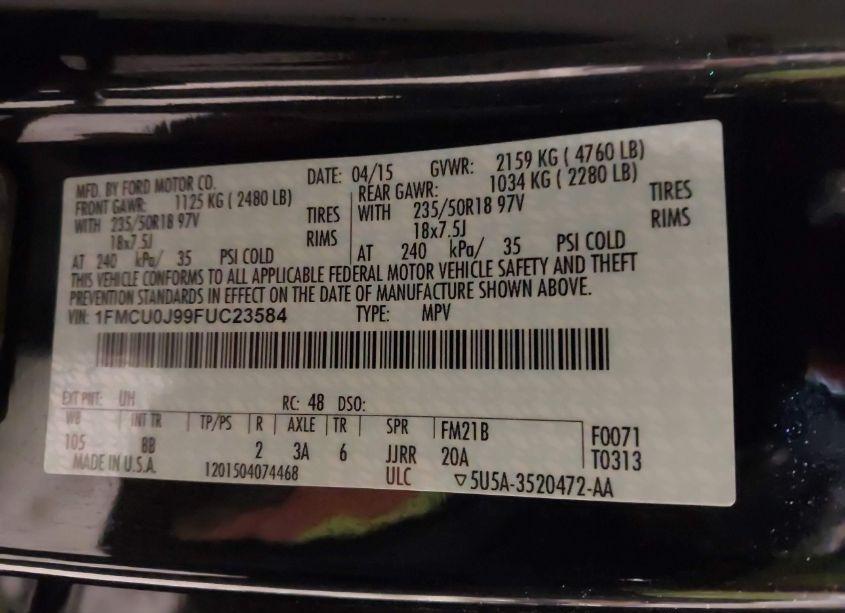 MFD. BY FORD MOTOR CO. DATE: 04/15 GVWR: 2159 KG ( 4760 LB)
FRONT GAWR: 1125 KG ( 2480 LB) REAR GAWR: 1034 KG ( 2280 LB)
WITH 235/50R18 97V TIRES WITH 235/50R18 97V TIRES
18x7.5J RIMS 18x7.5J RIMS
AT 240 kPa/ 35 PSI COLD AT 240 kPa/ 35 PSI COLD
THIS VEHICLE CONFORMS TO ALL APPLICABLE FEDERAL MOTOR VEHICLE SAFETY AND THEFT
PREVENTION STANDARDS IN EFFECT ON THE DATE OF MANUFACTURE SHOWN ABOVE.
VIN: 1FMCU0J99FUC23584 TYPE: MPV
EXT PNT: UH RC: 48 DSO:
WB INT TR TP/PS R AXLE TR SPR FM21B F0071
105 8B 2 3A 6 JJRR 20A T0313
MADE IN U.S.A. 1201504074468 ULC ▽5U5A-3520472-AA